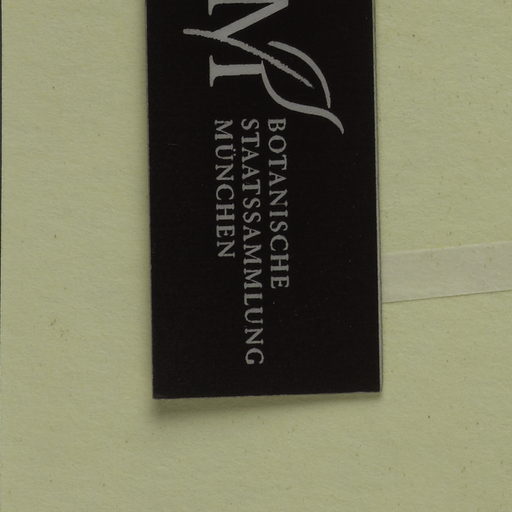 M
BOTANISCHE
STAATSSAMMLUNG
MÜNCHEN